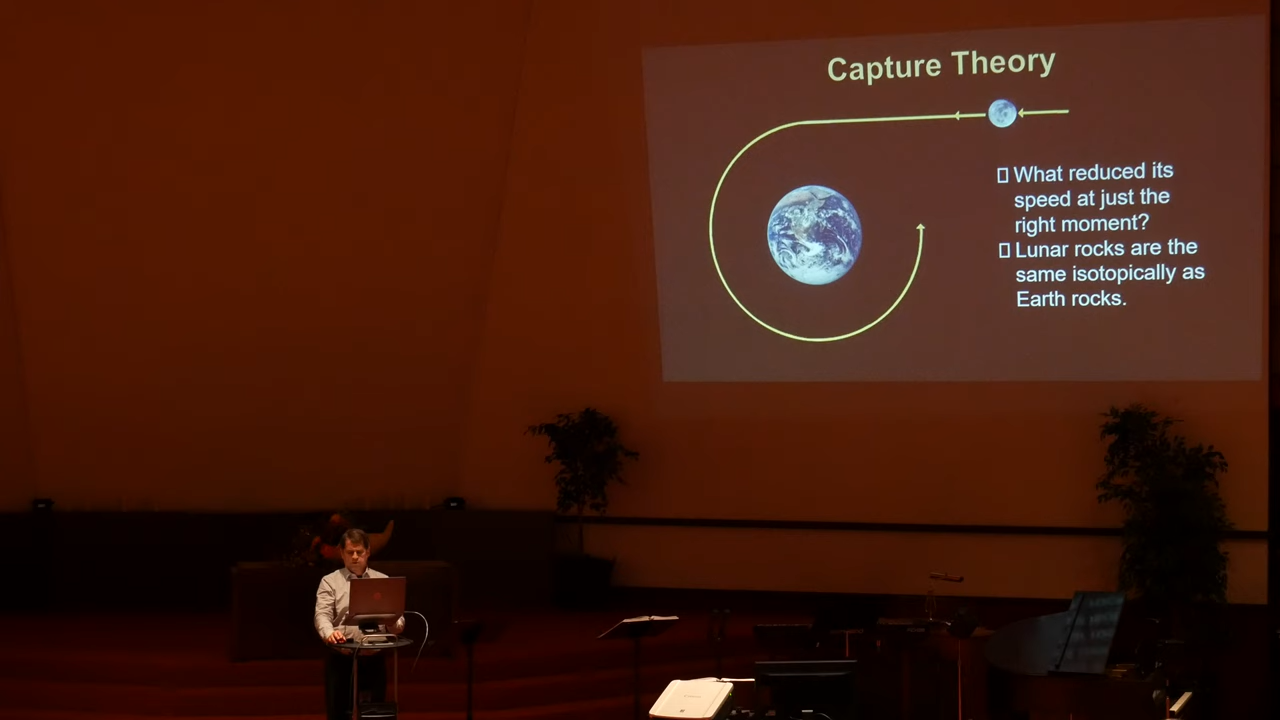 Capture Theory
What reduced its
speed at just the
right moment?
Lunar rocks are the
same isotopically as
Earth rocks.